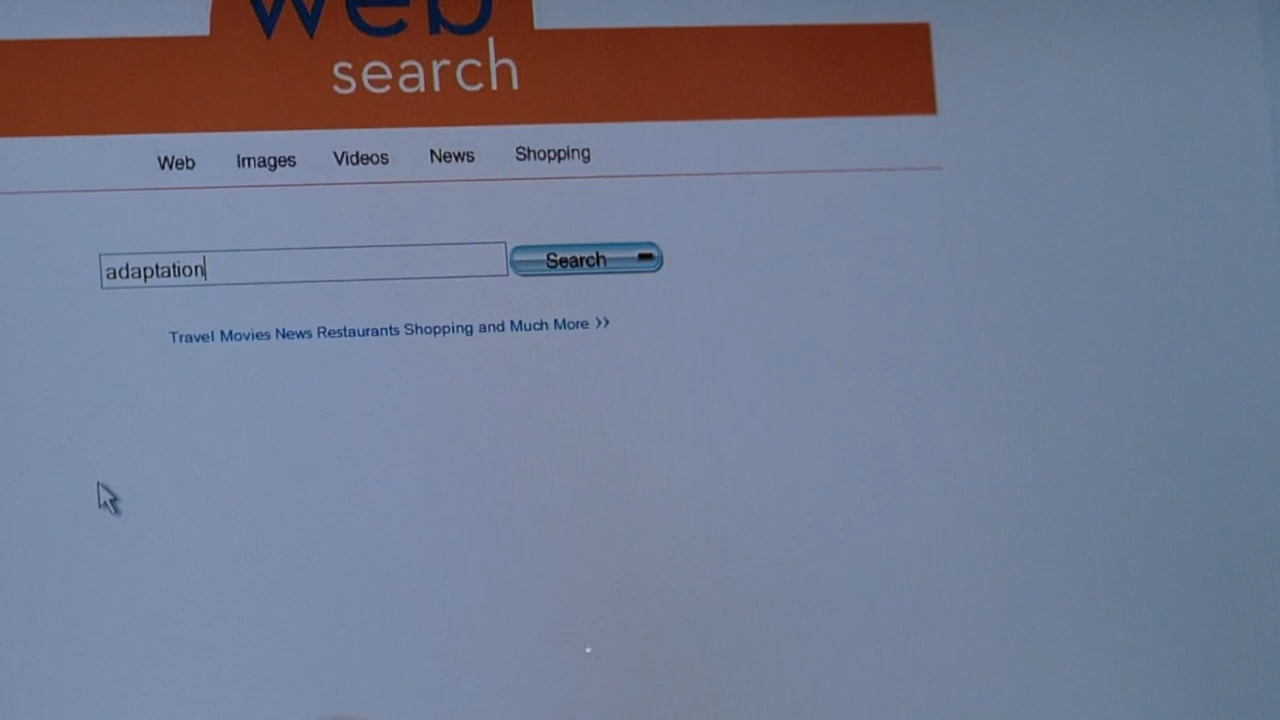 web
search
Web Images Videos News Shopping
adaptation
Search
Travel Movies News Restaurants Shopping and Much More >>